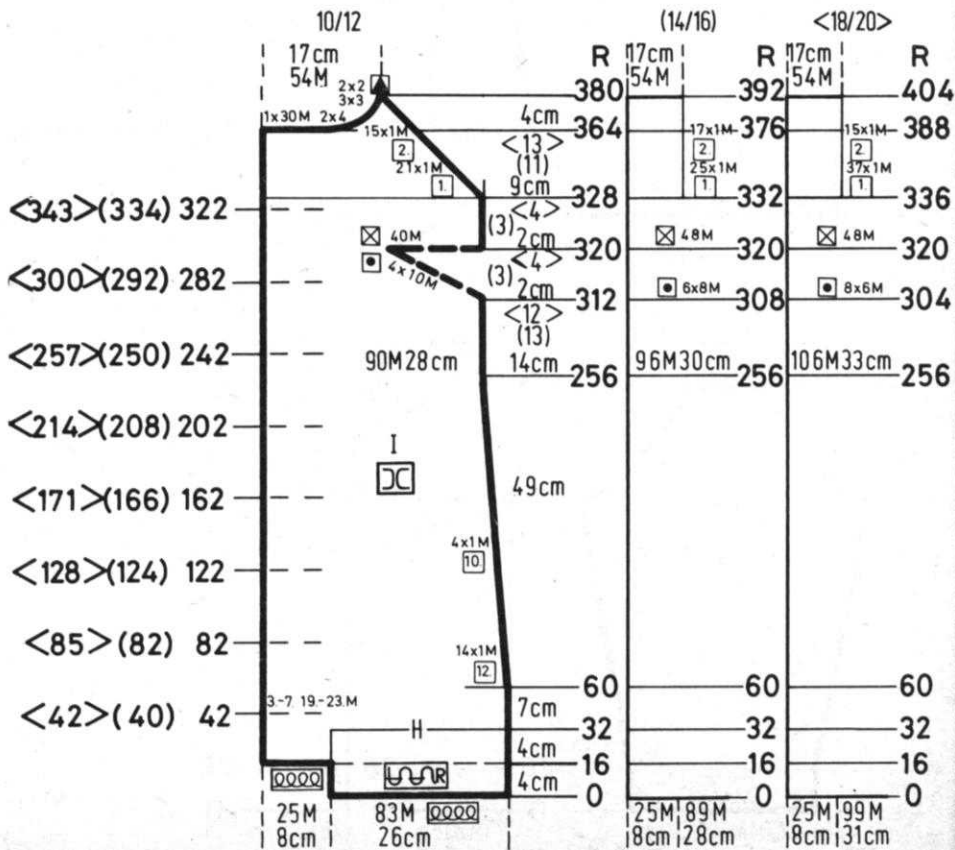 10/12 (14/16) <18/20>
17cm R 17cm R 17cm R
54M 54M 54M
2x2
3x3 380 392 404
1x30M 2x4 4cm 364 376 388
15x1M <13> 17x1M 15x1M
2. (11) 2. 2.
21x1M 25x1M 37x1M
1. 9cm 1. 1.
328 332 336
<343>(334) 322 <4>
(3)
40M 2cm 320 48M 320 48M 320
<4>
<300>(292) 282 4x10M (3) 2cm 6x8M 8x6M
312 308 304
<12>
(13)
<257>(250) 242 90M28cm 14cm 96M30cm 106M33cm
256 256 256
<214>(208) 202
I
<171>(166) 162 49cm
4x1M
<128>(124) 122 10.
<85>(82) 82 14x1M
12.
60 60 60
<42>(40) 42 3.-7. 19.-23.M 7cm
H 32 32 32
4cm
16 16 16
L R 4cm
0 0 0
25M 83M 25M 89M 25M 99M
8cm 26cm 8cm 28cm 8cm 31cm